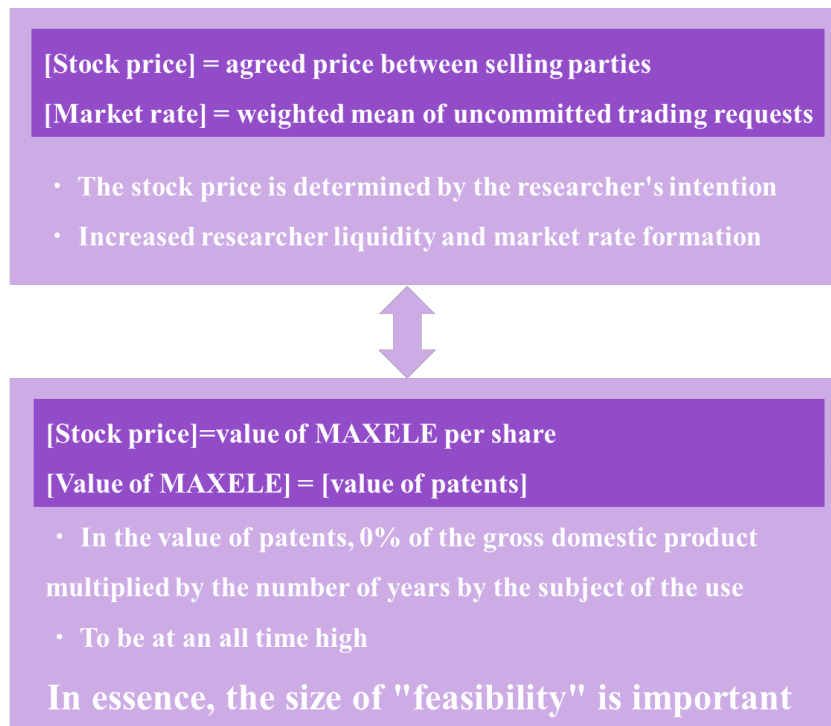 [Stock price] = agreed price between selling parties
[Market rate] = weighted mean of uncommitted trading requests
・ The stock price is determined by the researcher's intention
・ Increased researcher liquidity and market rate formation
[Stock price]=value of MAXELE per share
[Value of MAXELE] = [value of patents]
・ In the value of patents, 0% of the gross domestic product
multiplied by the number of years by the subject of the use
・ To be at an all time high
In essence, the size of "feasibility" is important